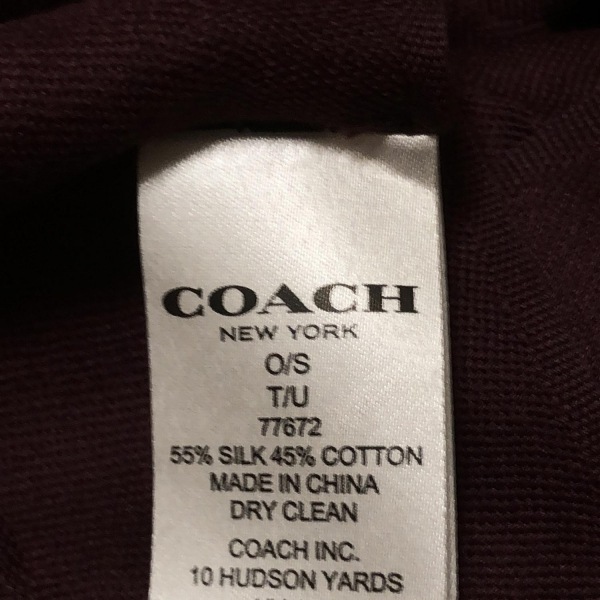 COACH
NEW YORK
O/S
T/U
77672
55% SILK 45% COTTON
MADE IN CHINA
DRY CLEAN
COACH INC.
10 HUDSON YARDS